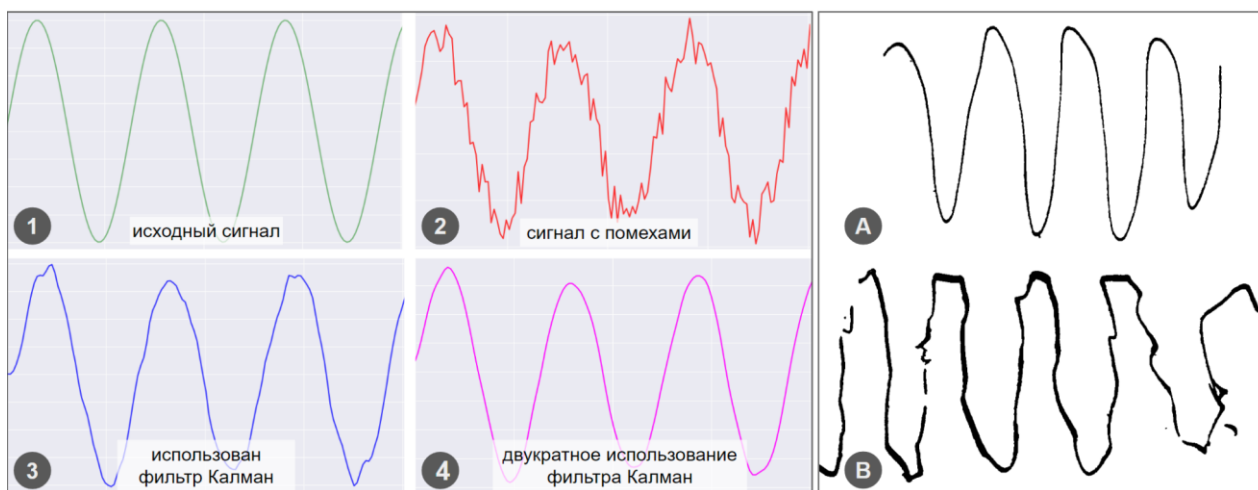 1
исходный сигнал
2
сигнал с помехами
A
3
использован
фильтр Калман
4
двукратное использование
фильтра Калман
B